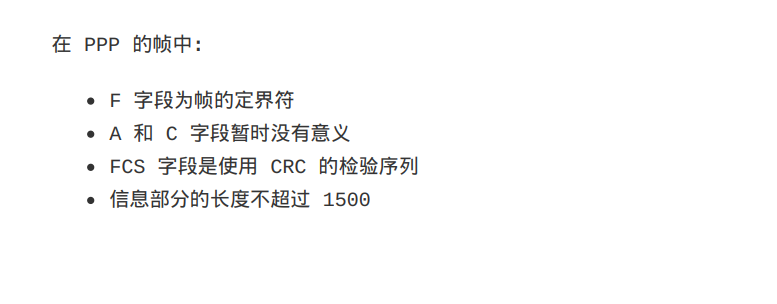 在 PPP 的帧中:
• F 字段为帧的定界符
• A 和 C 字段暂时没有意义
• FCS 字段是使用 CRC 的检验序列
• 信息部分的长度不超过 1500